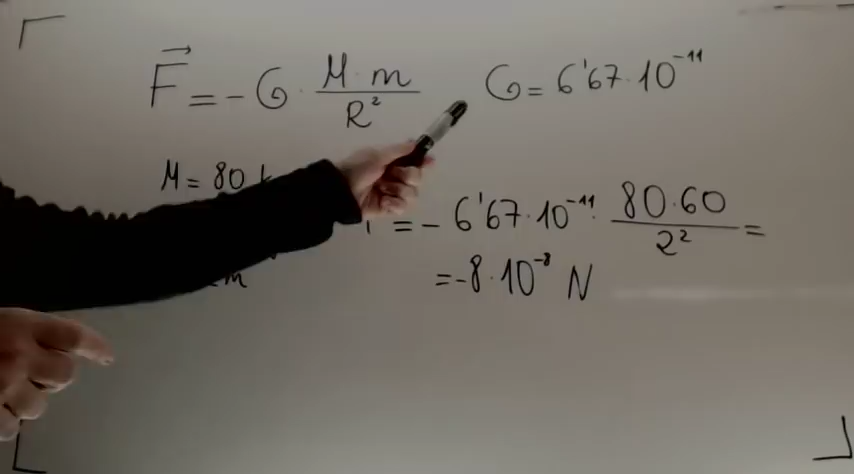 F⃗ = - G · M·m/R² G = 6'67·10⁻¹¹
M = 80
= - 6'67·10⁻¹¹ · 80·60/2² =
= -8·10⁻⁸ N
m